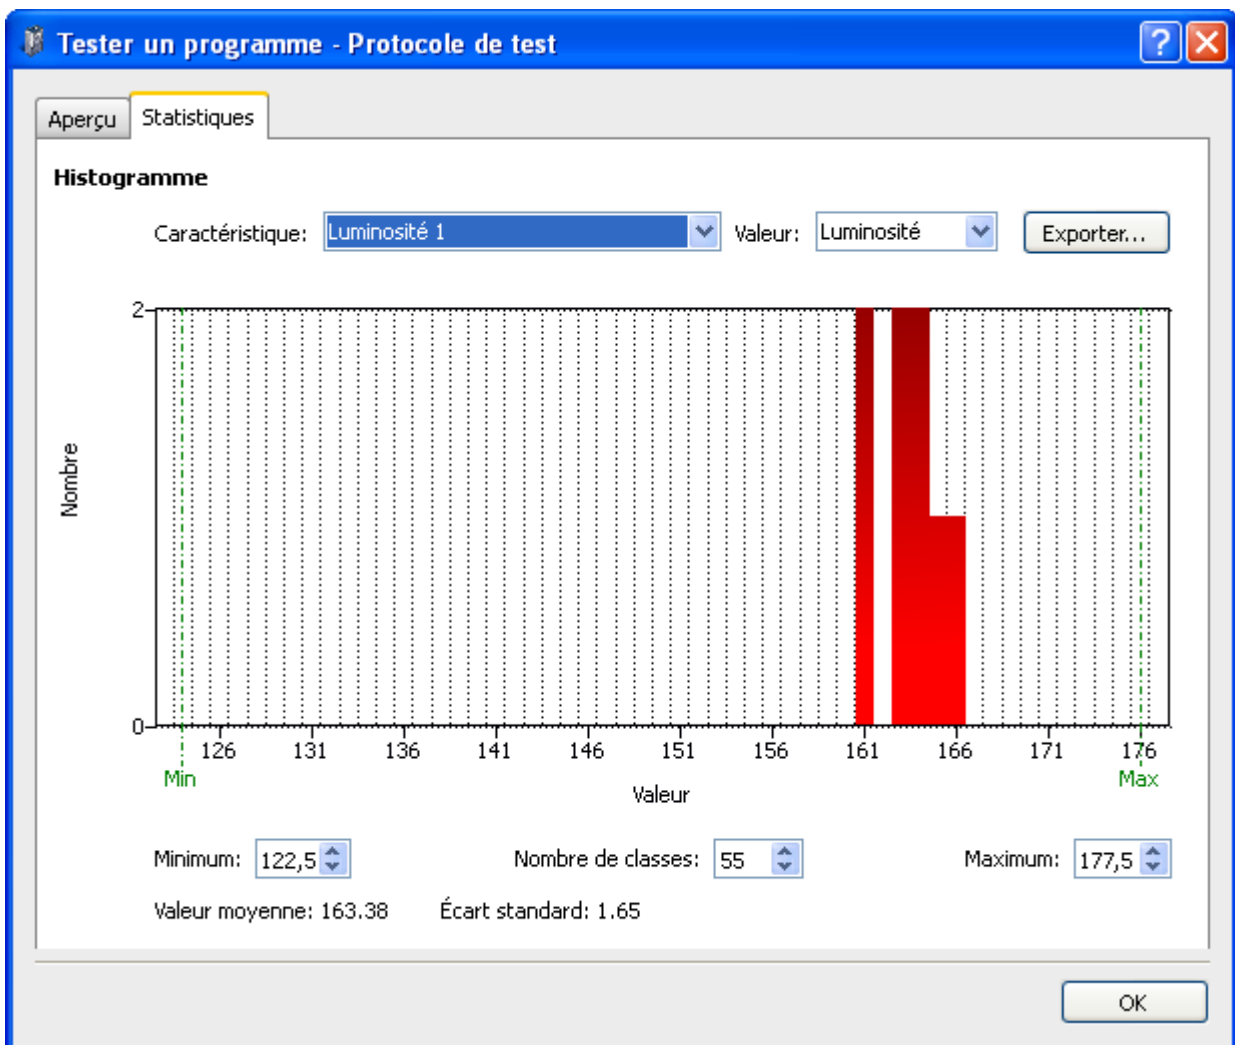 Tester un programme - Protocole de test
Aperçu Statistiques
Histogramme
Caractéristique: Luminosité 1 Valeur: Luminosité Exporter...
2
Nombre
0
126 131 136 141 146 151 156 161 166 171 176
Min Max
Valeur
Minimum: 122,5 Nombre de classes: 55 Maximum: 177,5
Valeur moyenne: 163.38 Écart standard: 1.65
OK